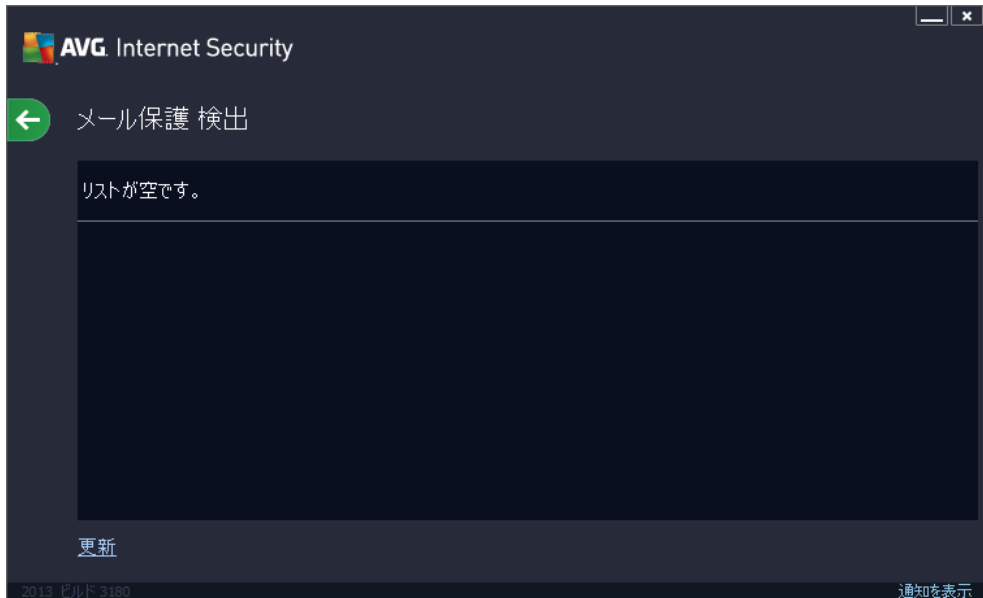 AVG. Internet Security
メール保護 検出
リストが空です。
更新
2013 ビルド 3180
通知を表示